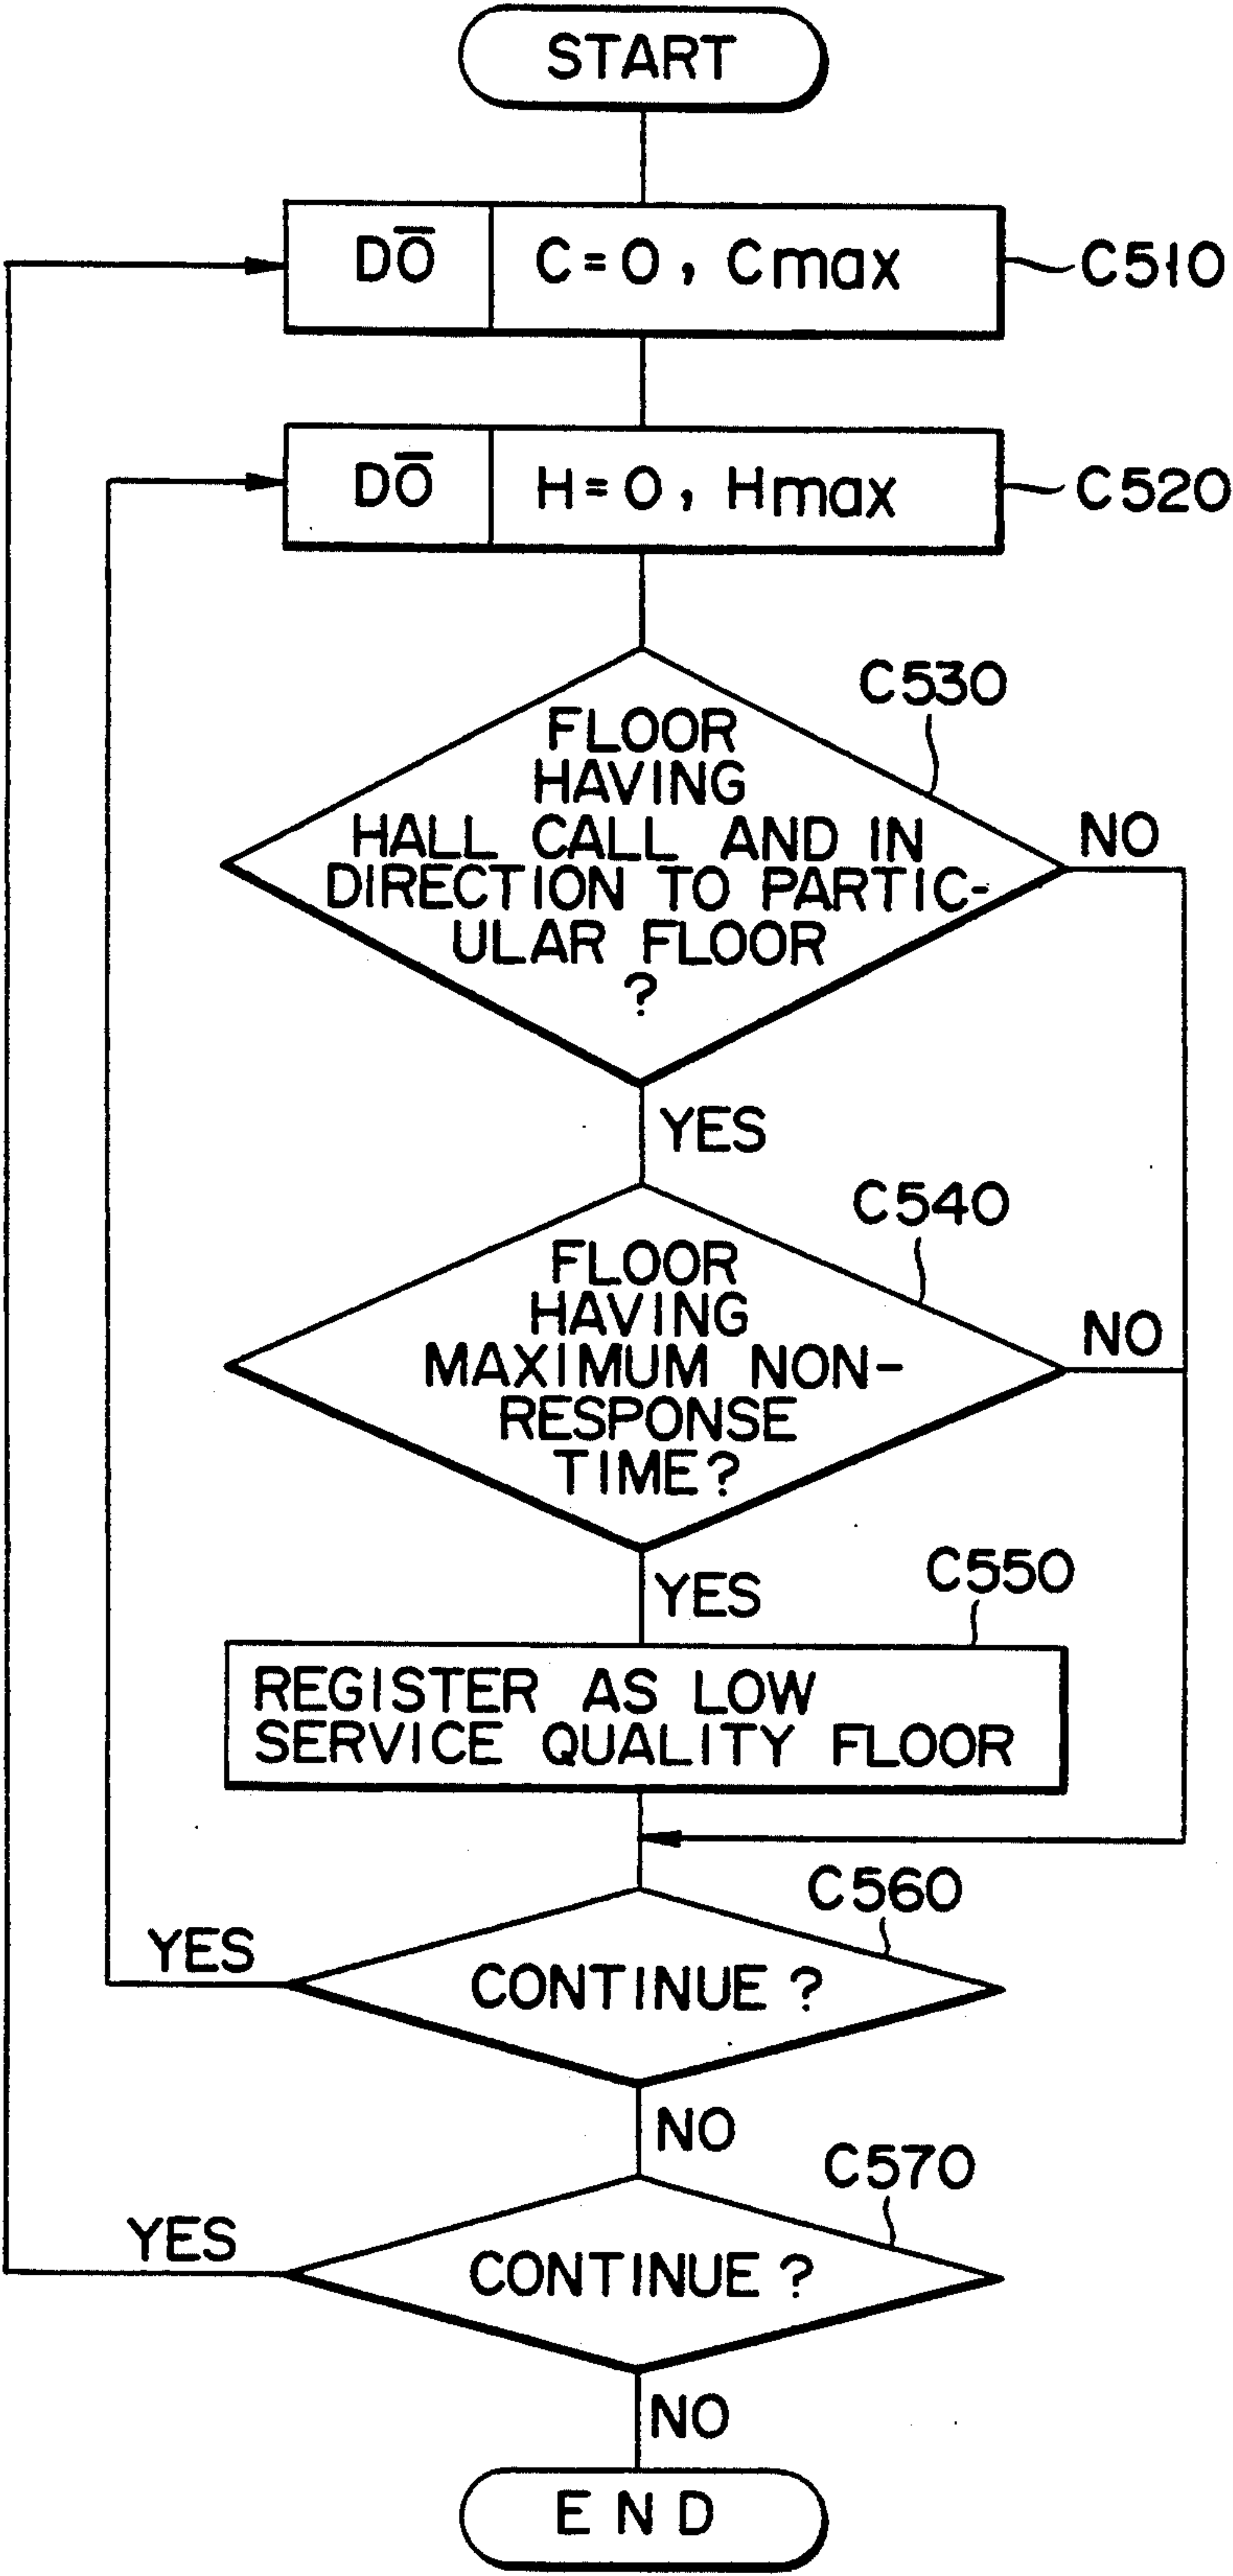 START
DO̅ C=0, Cmax
C510
DO̅ H=0, Hmax
C520
C530
FLOOR
HAVING
HALL CALL AND IN
DIRECTION TO PARTIC-
ULAR FLOOR
?
NO
YES
C540
FLOOR
HAVING
MAXIMUM NON-
RESPONSE
TIME?
NO
YES
C550
REGISTER AS LOW
SERVICE QUALITY FLOOR
C560
CONTINUE ?
YES
NO
C570
CONTINUE ?
YES
NO
END